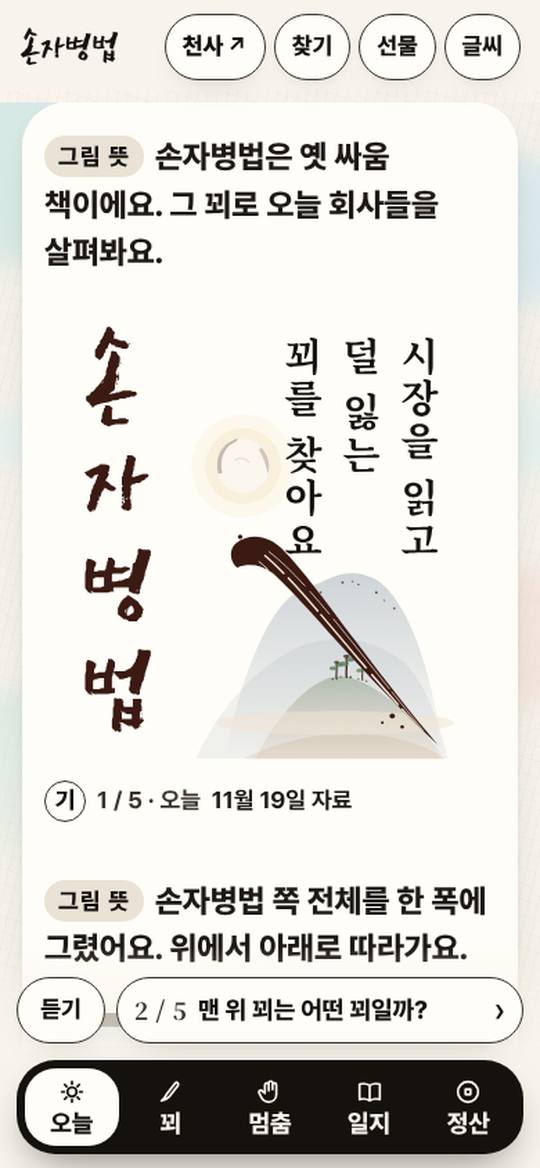 손자병법
천사 ↗ 찾기 선물 글씨
그림 뜻 손자병법은 옛 싸움
책이에요. 그 꾀로 오늘 회사들을
살펴봐요.
손자병법
시장을 읽고
덜 잃는
꾀를 찾아요
기 1 / 5 · 오늘 11월 19일 자료
그림 뜻 손자병법 쪽 전체를 한 폭에
그렸어요. 위에서 아래로 따라가요.
듣기 2 / 5 맨 위 꾀는 어떤 꾀일까? ›
오늘 꾀 멈춤 일지 정산